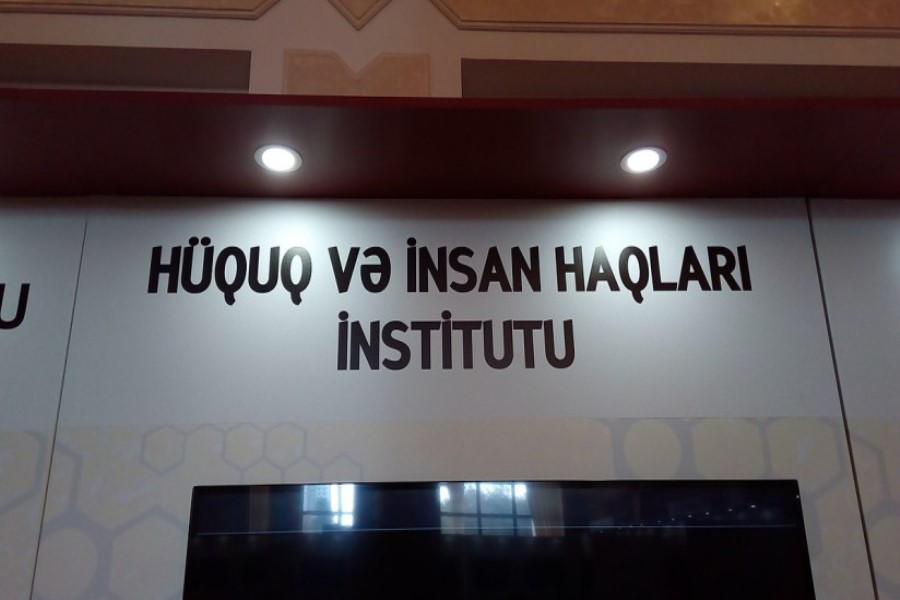 HÜQUQ VƏ İNSAN HAQLARI
İNSTİTUTU